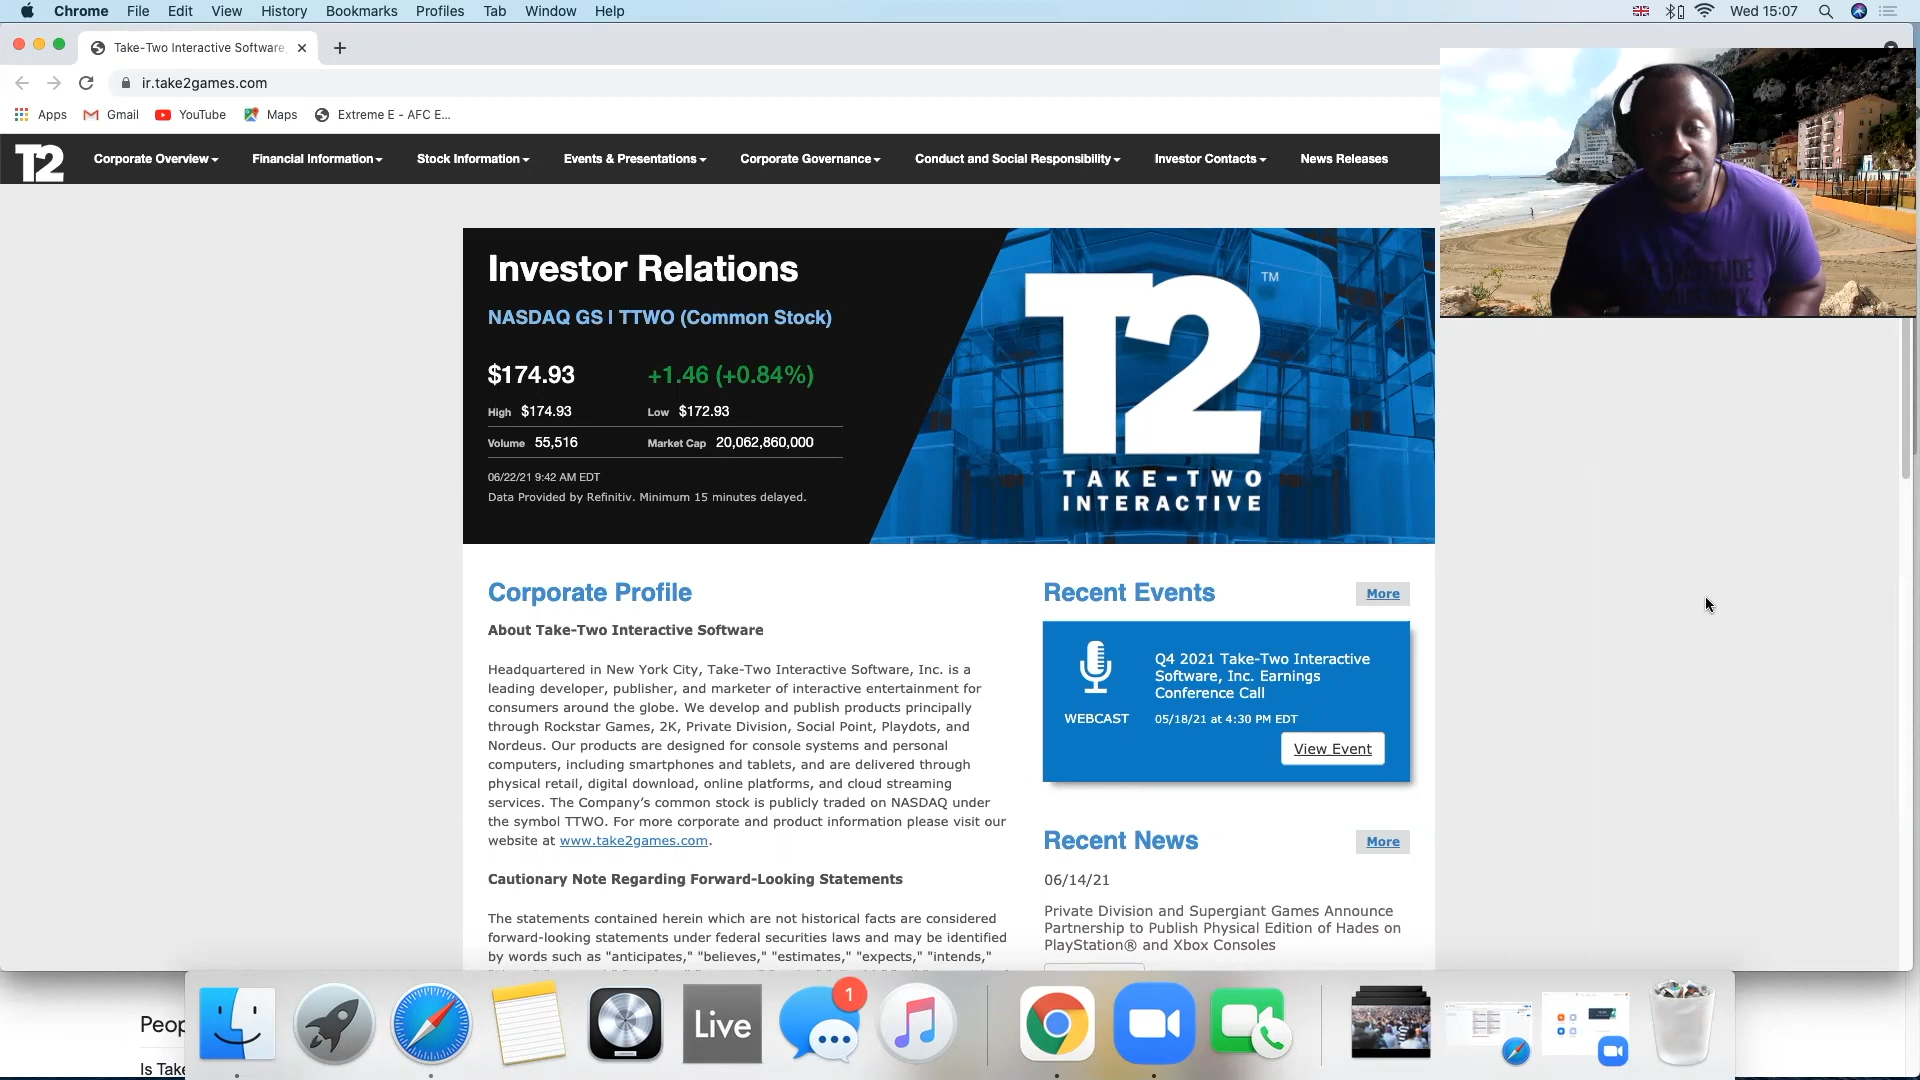 Chrome File Edit View History Bookmarks Profiles Tab Window Help
Wed 15:07
Take-Two Interactive Software
ir.take2games.com
Apps Gmail YouTube Maps Extreme E - AFC E...
T2
Corporate Overview Financial Information Stock Information Events & Presentations Corporate Governance Conduct and Social Responsibility Investor Contacts News Releases
Investor Relations
NASDAQ GS | TTWO (Common Stock)
$174.93 +1.46 (+0.84%)
High $174.93 Low $172.93
Volume 55,516 Market Cap 20,062,860,000
06/22/21 9:42 AM EDT
Data Provided by Refinitiv. Minimum 15 minutes delayed.
T2 TM
TAKE-TWO
INTERACTIVE
Corporate Profile
About Take-Two Interactive Software
Headquartered in New York City, Take-Two Interactive Software, Inc. is a
leading developer, publisher, and marketer of interactive entertainment for
consumers around the globe. We develop and publish products principally
through Rockstar Games, 2K, Private Division, Social Point, Playdots, and
Nordeus. Our products are designed for console systems and personal
computers, including smartphones and tablets, and are delivered through
physical retail, digital download, online platforms, and cloud streaming
services. The Company's common stock is publicly traded on NASDAQ under
the symbol TTWO. For more corporate and product information please visit our
website at www.take2games.com.
Cautionary Note Regarding Forward-Looking Statements
The statements contained herein which are not historical facts are considered
forward-looking statements under federal securities laws and may be identified
by words such as "anticipates," "believes," "estimates," "expects," "intends,"
Recent Events
More
Q4 2021 Take-Two Interactive
Software, Inc. Earnings
Conference Call
WEBCAST 05/18/21 at 4:30 PM EDT
View Event
Recent News
More
06/14/21
Private Division and Supergiant Games Announce
Partnership to Publish Physical Edition of Hades on
PlayStation® and Xbox Consoles
Peop
Is Take
Live
1